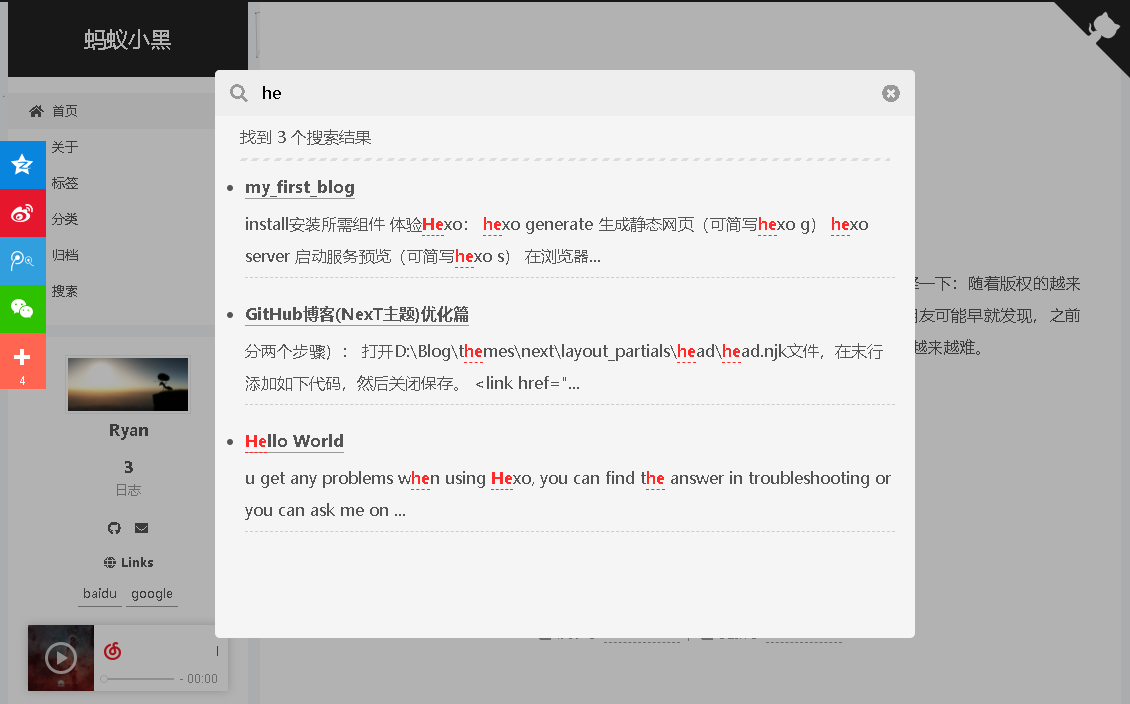 蚂蚁小黑
首页
关于
标签
分类
归档
搜索
4
Ryan
3
日志
Links
baidu google
- 00:00
he
找到 3 个搜索结果
my_first_blog
install安装所需组件 体验Hexo： hexo generate 生成静态网页（可简写hexo g） hexo
server 启动服务预览（可简写hexo s） 在浏览器...
GitHub博客(NexT主题)优化篇
分两个步骤）： 打开D:\Blog\themes\next\layout_partials\head\head.njk文件，在末行
添加如下代码，然后关闭保存。 <link href="...
Hello World
u get any problems when using Hexo, you can find the answer in troubleshooting or
you can ask me on ...
一下：随着版权的越来
友可能早就发现，之前
越来越难。